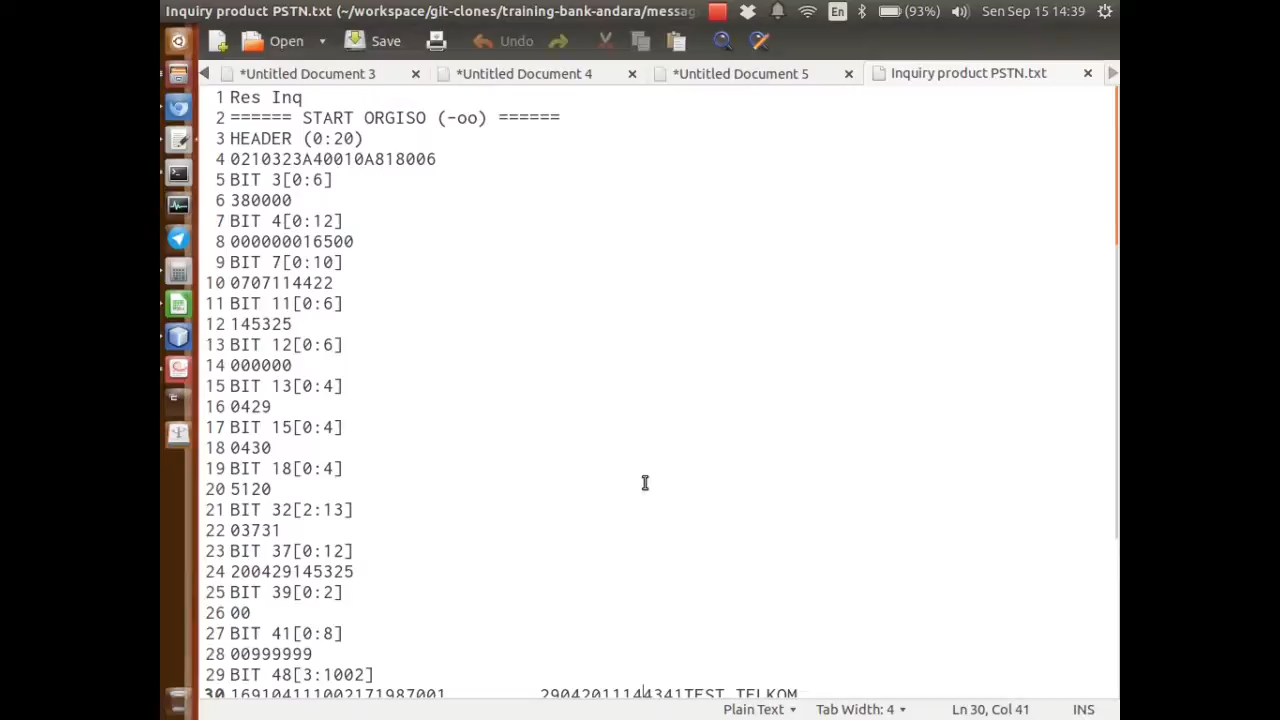 Inquiry product PSTN.txt (~/workspace/git-clones/training-bank-andara/messag
En (93%) Sen Sep 15 14:39
Open Save Undo
*Untitled Document 3 *Untitled Document 4 *Untitled Document 5 Inquiry product PSTN.txt
1 Res Inq
2 ====== START ORGISO (-oo) ======
3 HEADER (0:20)
4 0210323A40010A818006
5 BIT 3[0:6]
6 380000
7 BIT 4[0:12]
8 000000016500
9 BIT 7[0:10]
10 0707114422
11 BIT 11[0:6]
12 145325
13 BIT 12[0:6]
14 000000
15 BIT 13[0:4]
16 0429
17 BIT 15[0:4]
18 0430
19 BIT 18[0:4]
20 5120
21 BIT 32[2:13]
22 03731
23 BIT 37[0:12]
24 200429145325
25 BIT 39[0:2]
26 00
27 BIT 41[0:8]
28 00999999
29 BIT 48[3:1002]
30 1691041110021719870​01 29042011144341TEST TELKOM
Plain Text Tab Width: 4 Ln 30, Col 41 INS